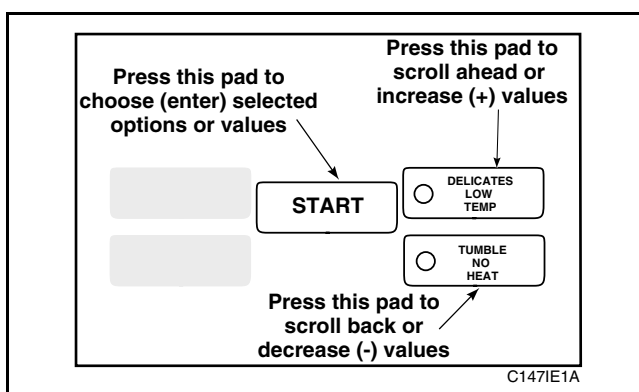 Press this pad to
choose (enter) selected
options or values
Press this pad to
scroll ahead or
increase (+) values
START
DELICATES
LOW
TEMP
TUMBLE
NO
HEAT
Press this pad to
scroll back or
decrease (-) values
C147IE1A